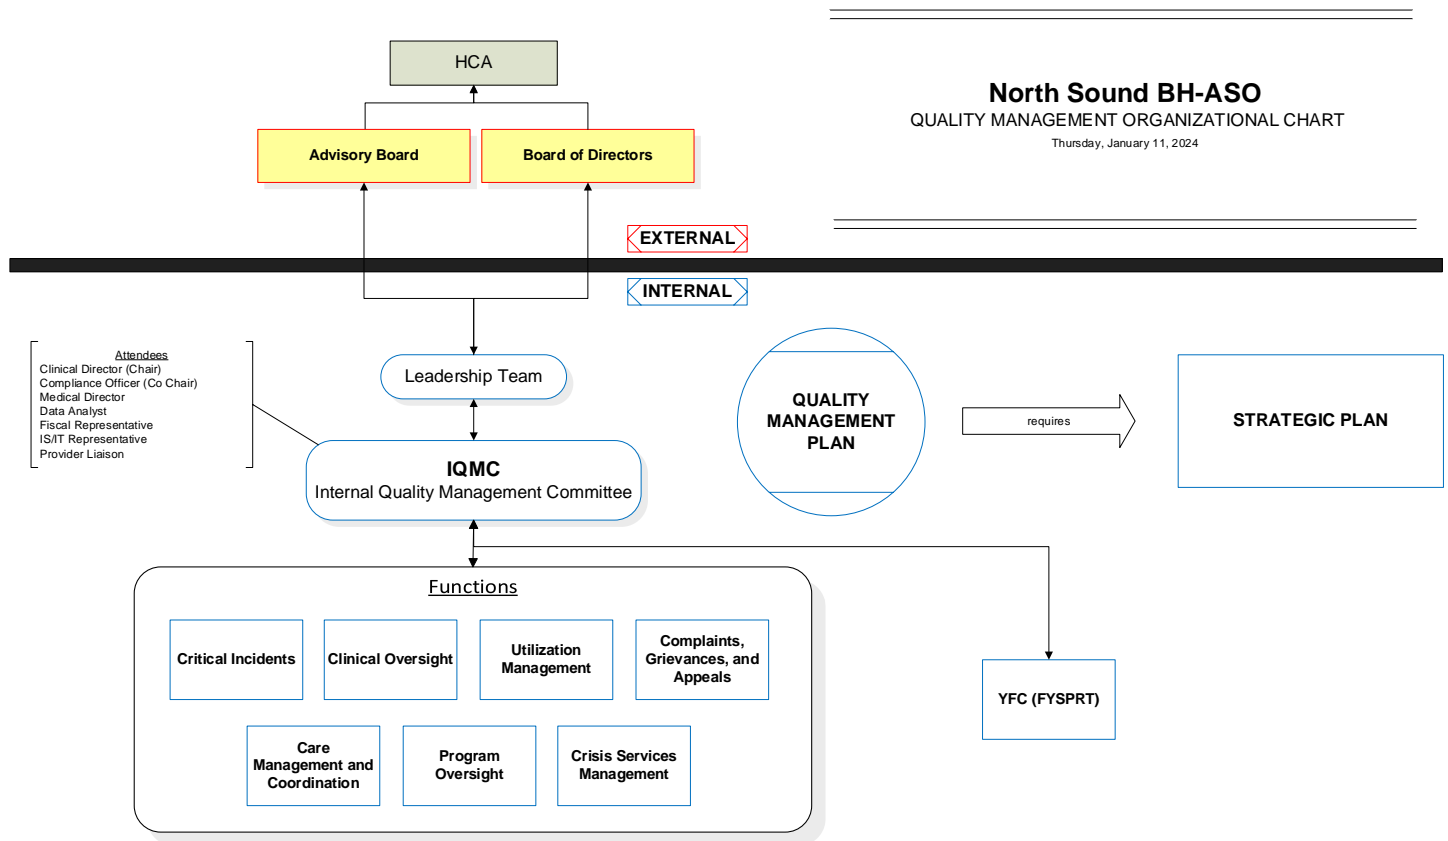 HCA
North Sound BH-ASO
QUALITY MANAGEMENT ORGANIZATIONAL CHART
Thursday, January 11, 2024
Advisory Board
Board of Directors
EXTERNAL
INTERNAL
Attendees
Clinical Director (Chair)
Compliance Officer (Co Chair)
Medical Director
Data Analyst
Fiscal Representative
IS/IT Representative
Provider Liaison
Leadership Team
IQMC
Internal Quality Management Committee
QUALITY
MANAGEMENT
PLAN
requires
STRATEGIC PLAN
Functions
Critical Incidents
Clinical Oversight
Utilization
Management
Complaints,
Grievances, and
Appeals
Care
Management and
Coordination
Program
Oversight
Crisis Services
Management
YFC (FYSPRT)